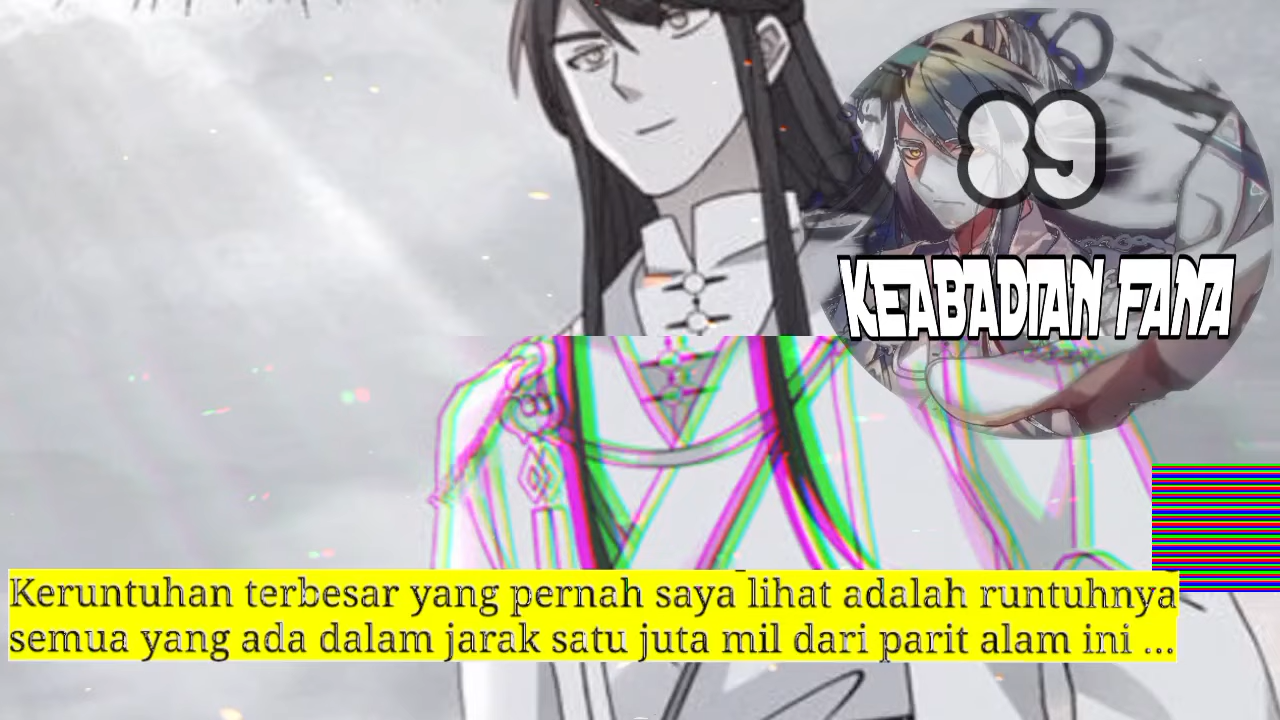 89
KEABADIAN FANA
Keruntuhan terbesar yang pernah saya lihat adalah runtuhnya
semua yang ada dalam jarak satu juta mil dari parit alam ini ...